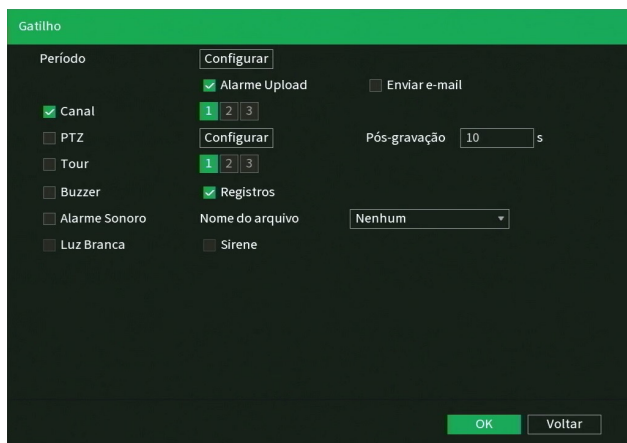 Gatilho
Período Configurar
Alarme Upload Enviar e-mail
Canal 1 2 3
PTZ Configurar Pós-gravação 10 s
Tour 1 2 3
Buzzer Registros
Alarme Sonoro Nome do arquivo Nenhum
Luz Branca Sirene
OK Voltar